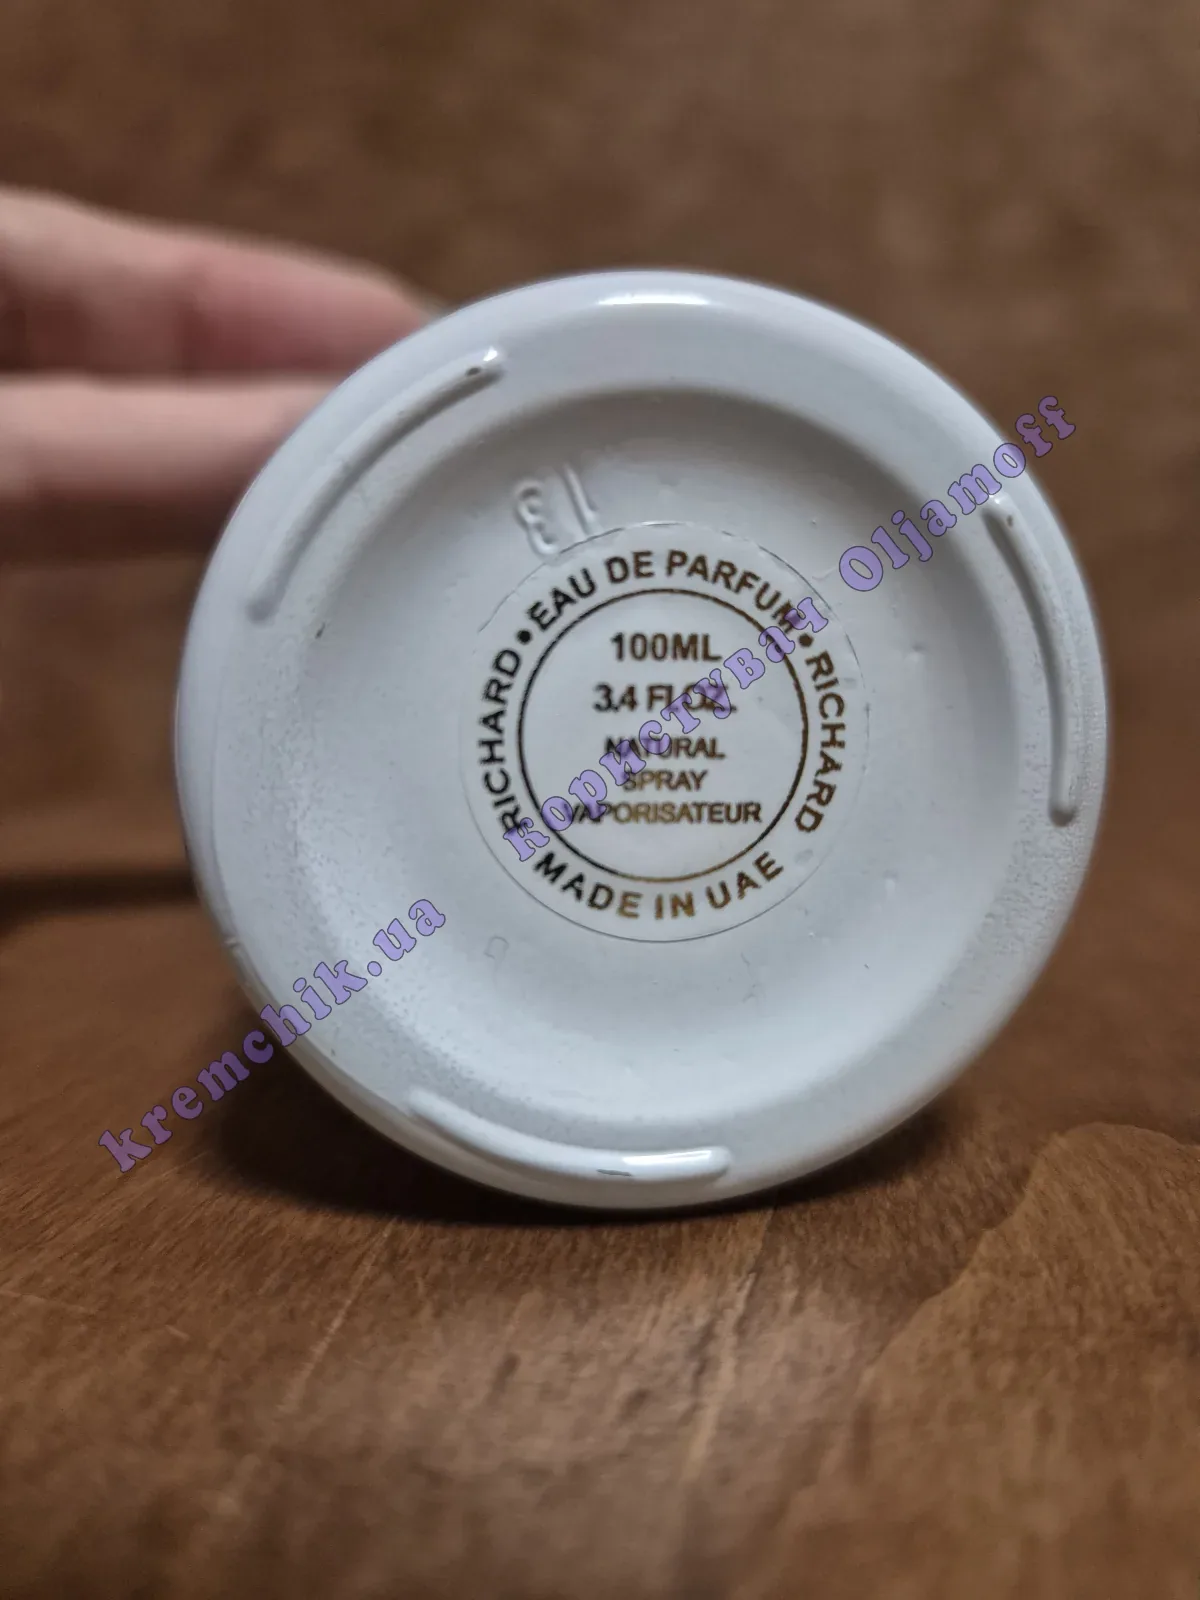 13
EAU DE PARFUM • RICHARD
MADE IN UAE
RICHARD •
100ML
3.4 FL.OZ.
NATURAL
SPRAY
VAPORISATEUR
kremchik.ua користувач Oljamoff